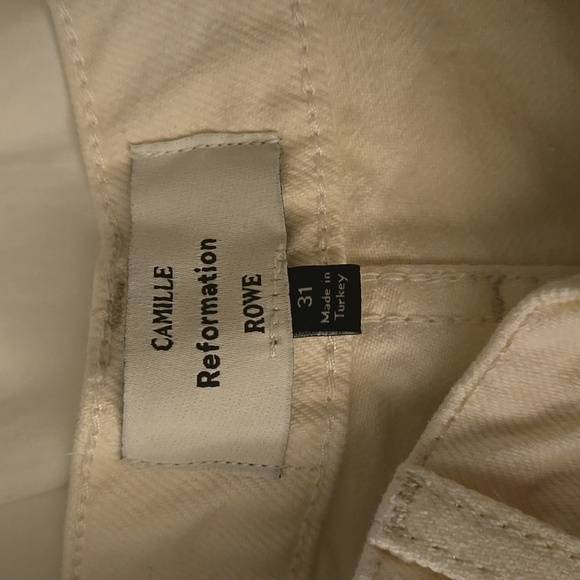 CAMILLE
Reformation
ROWE
31
Made in
Turkey